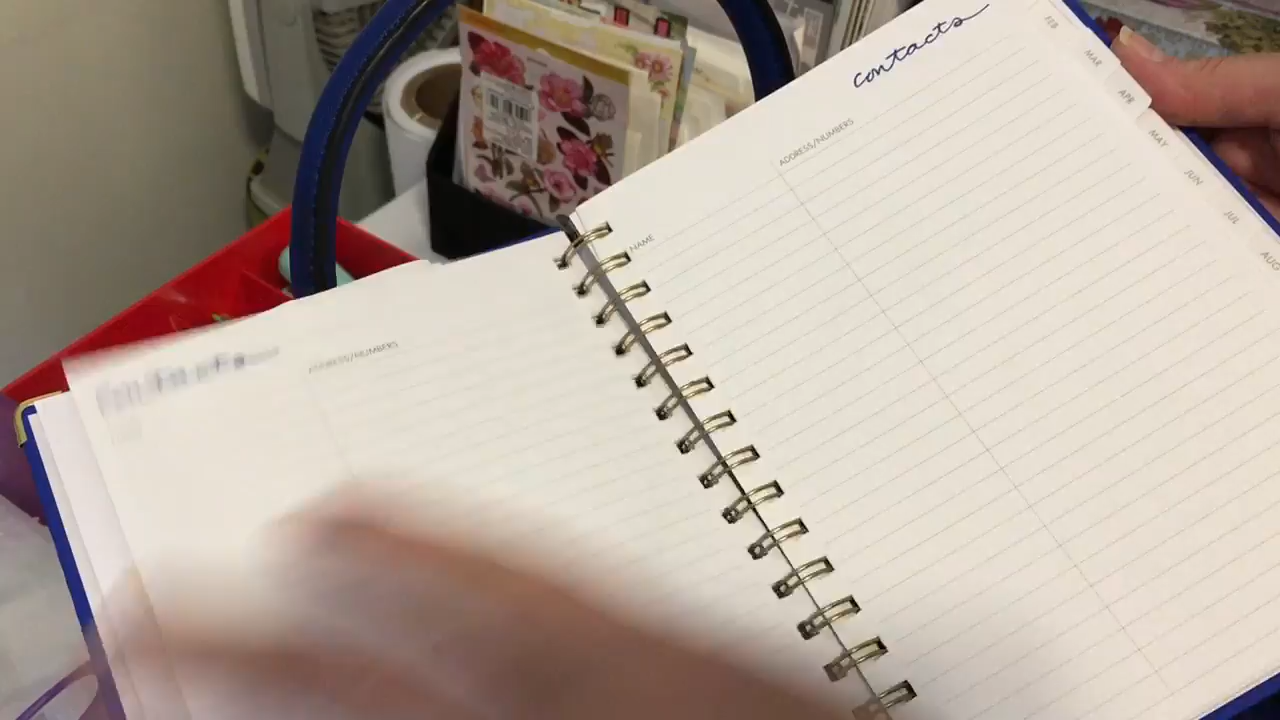 ADDRESS/NUMBERS
contacts
NAME
ADDRESS/NUMBERS
FEB
MAR
APR
MAY
JUN
JUL
AUG